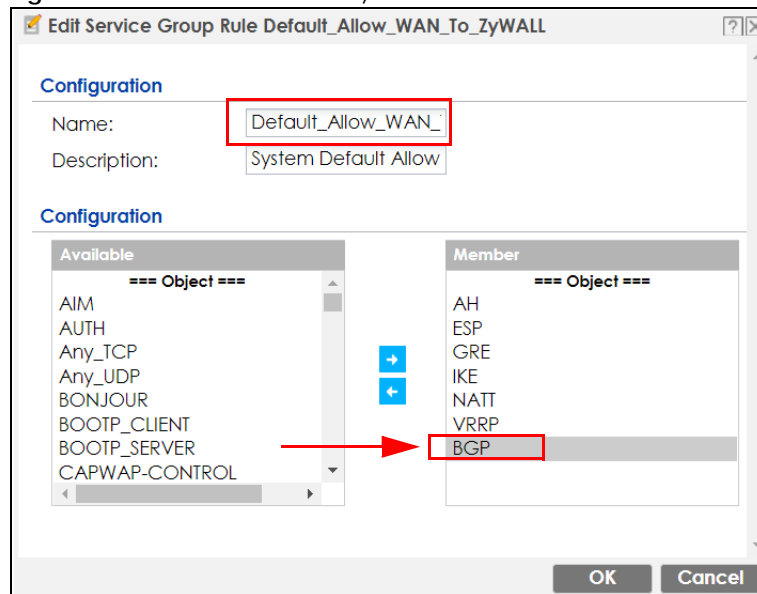 Edit Service Group Rule Default_Allow_WAN_To_ZyWALL
Configuration
Name: Default_Allow_WAN_
Description: System Default Allow
Configuration
Available
=== Object ===
AIM
AUTH
Any_TCP
Any_UDP
BONJOUR
BOOTP_CLIENT
BOOTP_SERVER
CAPWAP-CONTROL
Member
=== Object ===
AH
ESP
GRE
IKE
NATT
VRRP
BGP
OK Cancel